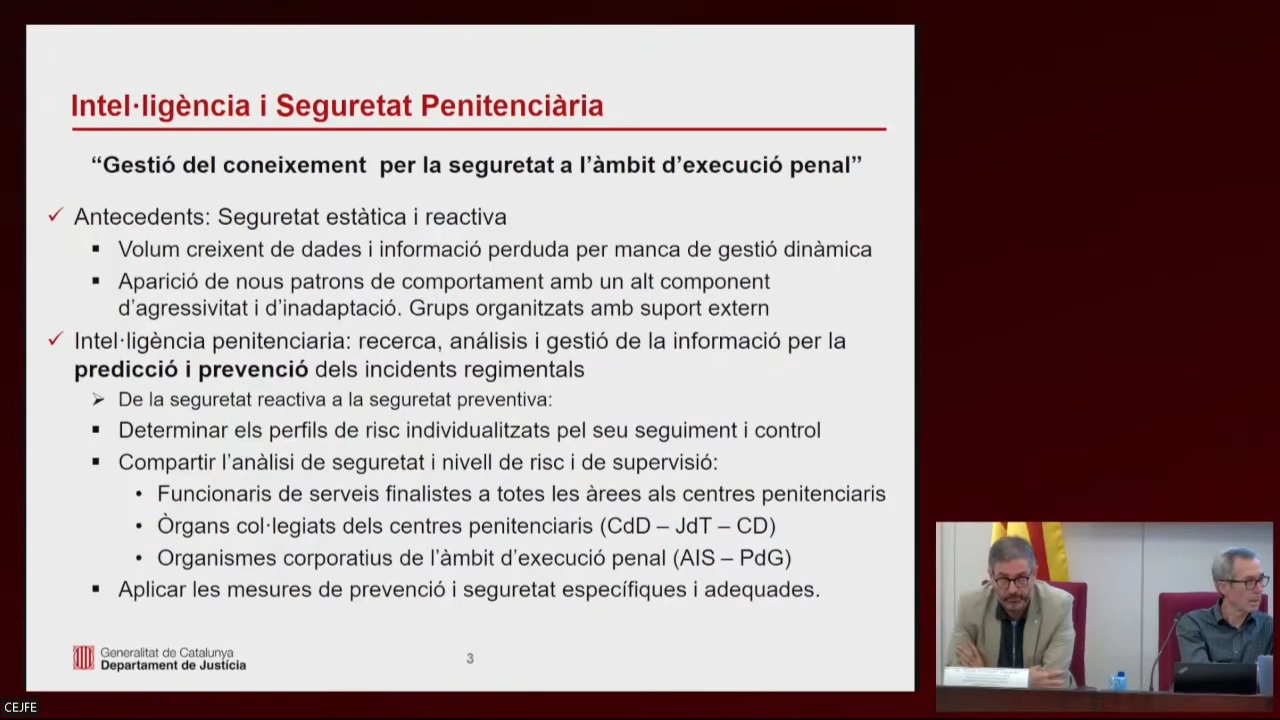 Intel·ligència i Seguretat Penitenciària
“Gestió del coneixement per la seguretat a l’àmbit d’execució penal”
✓ Antecedents: Seguretat estàtica i reactiva
▪ Volum creixent de dades i informació perduda per manca de gestió dinàmica
▪ Aparició de nous patrons de comportament amb un alt component
d’agressivitat i d’inadaptació. Grups organitzats amb suport extern
✓ Intel·ligència penitenciaria: recerca, análisis i gestió de la informació per la
predicció i prevenció dels incidents regimentals
➢ De la seguretat reactiva a la seguretat preventiva:
▪ Determinar els perfils de risc individualitzats pel seu seguiment i control
▪ Compartir l’anàlisi de seguretat i nivell de risc i de supervisió:
• Funcionaris de serveis finalistes a totes les àrees als centres penitenciaris
• Òrgans col·legiats dels centres penitenciaris (CdD – JdT – CD)
• Organismes corporatius de l’àmbit d’execució penal (AIS – PdG)
▪ Aplicar les mesures de prevenció i seguretat específiques i adequades.
Generalitat de Catalunya
Departament de Justícia
3
CEJFE